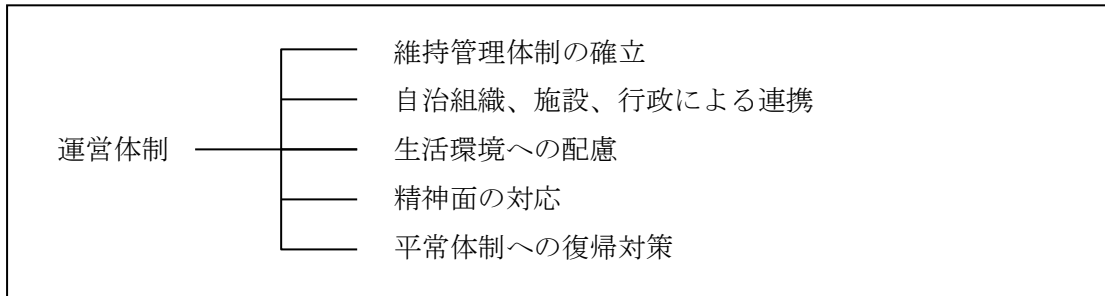 維持管理体制の確立
自治組織、施設、行政による連携
運営体制
生活環境への配慮
精神面の対応
平常体制への復帰対策